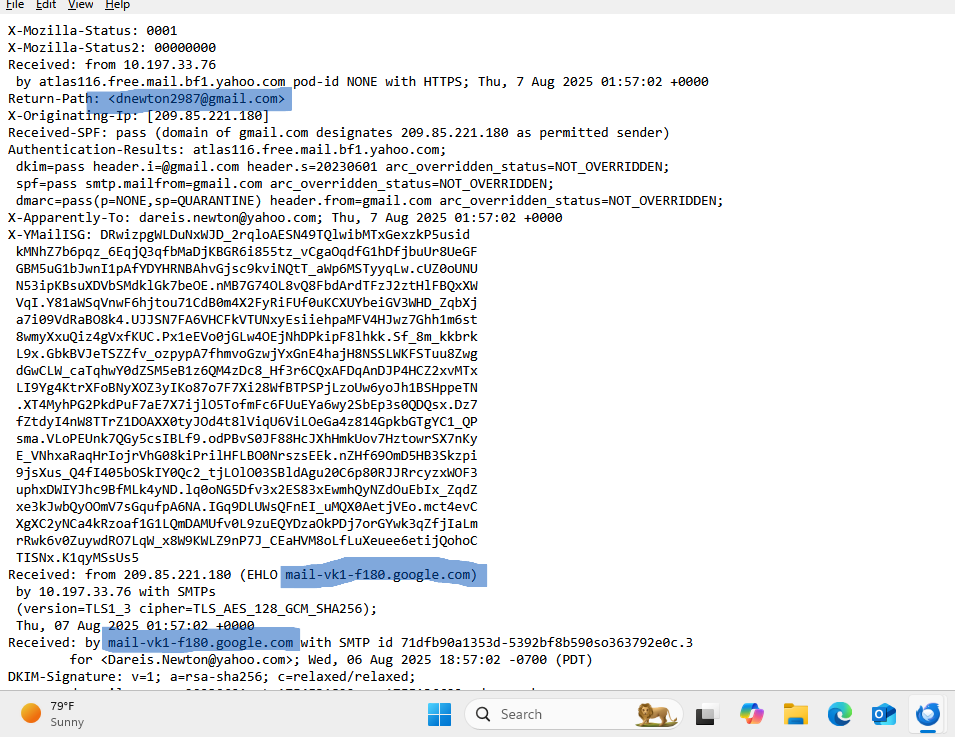 File Edit View Help
X-Mozilla-Status: 0001
X-Mozilla-Status2: 00000000
Received: from 10.197.33.76
by atlas116.free.mail.bf1.yahoo.com pod-id NONE with HTTPS; Thu, 7 Aug 2025 01:57:02 +0000
Return-Path: <dnewton2987@gmail.com>
X-Originating-Ip: [209.85.221.180]
Received-SPF: pass (domain of gmail.com designates 209.85.221.180 as permitted sender)
Authentication-Results: atlas116.free.mail.bf1.yahoo.com;
dkim=pass header.i=@gmail.com header.s=20230601 arc_overridden_status=NOT_OVERRIDDEN;
spf=pass smtp.mailfrom=gmail.com arc_overridden_status=NOT_OVERRIDDEN;
dmarc=pass(p=NONE,sp=QUARANTINE) header.from=gmail.com arc_overridden_status=NOT_OVERRIDDEN;
X-Apparently-To: dareis.newton@yahoo.com; Thu, 7 Aug 2025 01:57:02 +0000
X-YMailISG: DRwizpgWLDuNxWJD_2rqloAESN49TQlwibMTxGexzkP5usid
kMNhZ7b6pqz_6EqjQ3qfbMaDjKBGR6i855tz_vCgaOqdfG1hDfjbuUr8UeGF
GBM5uG1bJwnI1pAfYDYHRNBAhvGjsc9kviNQtT_aWp6MSTyyqLw.cUZ0oUNU
N53ipKBsuXDVbSMdklGk7beOE.nMB7G74OL8vQ8FbdArdTFzJ2ztHlFBQxXW
VqI.Y81aWSqVnwF6hjtou71CdB0m4X2FyRiFUf0uKCXUYbeiGV3WHD_ZqbXj
a7i09VdRaBO8k4.UJJSN7FA6VHCFkVTUNxyEsiiehpaMFV4HJwz7Ghh1m6st
8wmyXxuQiz4gVxfKUC.Px1eEVo0jGLw4OEjNhDPkipF8lhkk.Sf_8m_kkbrk
L9x.GbkBVJeTSZZfv_ozpypA7fhmvoGzwjYxGnE4hajH8NSSLWKFSTuu8Zwg
dGwCLW_caTqhwY0dZSM5eB1z6QM4zDc8_Hf3r6CQxAFDqAnDJP4HCZ2xvMTx
LI9Yg4KtrXFoBNyXOZ3yIKo87o7F7Xi28WfBTPSPjLzoUw6yoJh1BSHppeTN
.XT4MyhPG2PkdPuF7aE7X7ijlO5TofmFc6FUuEYa6wy2SbEp3s0QDQsx.Dz7
fZtdyI4nW8TTrZ1DOAXX0tyJOd4t8lViqU6ViLOeGa4z814GpkbGTgYC1_QP
sma.VLoPEUnk7QGy5csIBLf9.odPBvS0JF88HcJXhHmkUov7HztowrSX7nKy
E_VNhxaRaqHrIojrVhG08kiPrilHFLBO0NrszsEEk.nZHf69OmD5HB3Skzpi
9jsXus_Q4fI405bOSkIY0Qc2_tjLOlO03SBldAgu20C6p80RJJRrcyzxWOF3
uphxDWIYJhc9BfMLk4yND.lq0oNG5Dfv3x2ES83xEwmhQyNZdOuEbIx_ZqdZ
xe3kJwbQyOOmV7sGqufpA6NA.IGq9DLUWsQFnEI_uMQX0AetjVEo.mct4evC
XgXC2yNCa4kRzoaf1G1LQmDAMUfv0L9zuEQYDzaOkPDj7orGYwk3qZfjIaLm
rRwk6v0ZuywdRO7LqW_x8W9KWLZ9nP7J_CEaHVM8oLfLuXeuee6etijQohoC
TISNx.K1qyMSsUs5
Received: from 209.85.221.180 (EHLO mail-vk1-f180.google.com)
by 10.197.33.76 with SMTPs
(version=TLS1_3 cipher=TLS_AES_128_GCM_SHA256);
Thu, 07 Aug 2025 01:57:02 +0000
Received: by mail-vk1-f180.google.com with SMTP id 71dfb90a1353d-5392bf8b590so363792e0c.3
for <Dareis.Newton@yahoo.com>; Wed, 06 Aug 2025 18:57:02 -0700 (PDT)
DKIM-Signature: v=1; a=rsa-sha256; c=relaxed/relaxed;
79°F
Sunny
Search